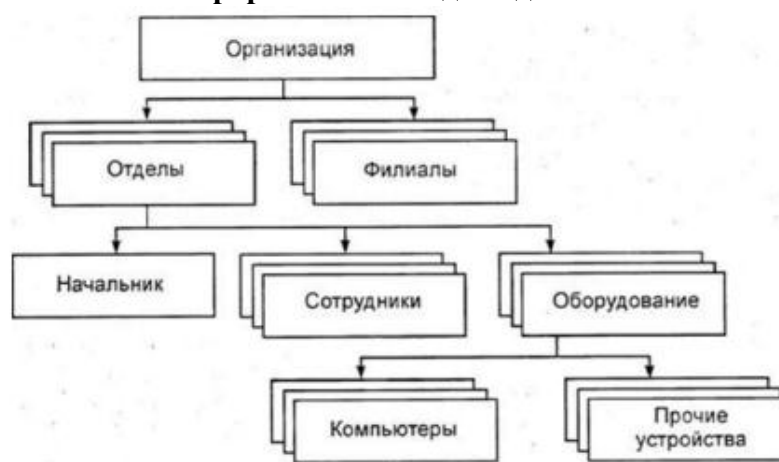 Организация
Отделы
Филиалы
Начальник
Сотрудники
Оборудование
Компьютеры
Прочие
устройства